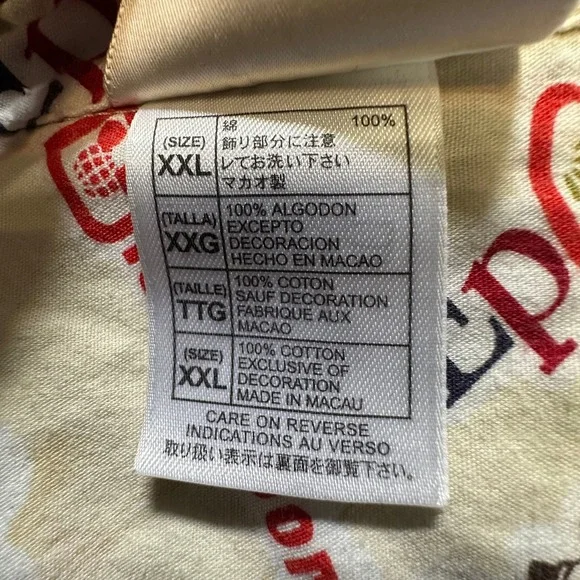 (SIZE)
XXL
綿 100%
飾り部分に注意
レてお洗い下さい
マカオ製
(TALLA)
XXG
100% ALGODON
EXCEPTO
DECORACION
HECHO EN MACAO
(TAILLE)
TTG
100% COTON
SAUF DECORATION
FABRIQUE AUX
MACAO
(SIZE)
XXL
100% COTTON
EXCLUSIVE OF
DECORATION
MADE IN MACAU
CARE ON REVERSE
INDICATIONS AU VERSO
取り扱い表示は裏面を御覧下さい。
Ep
or